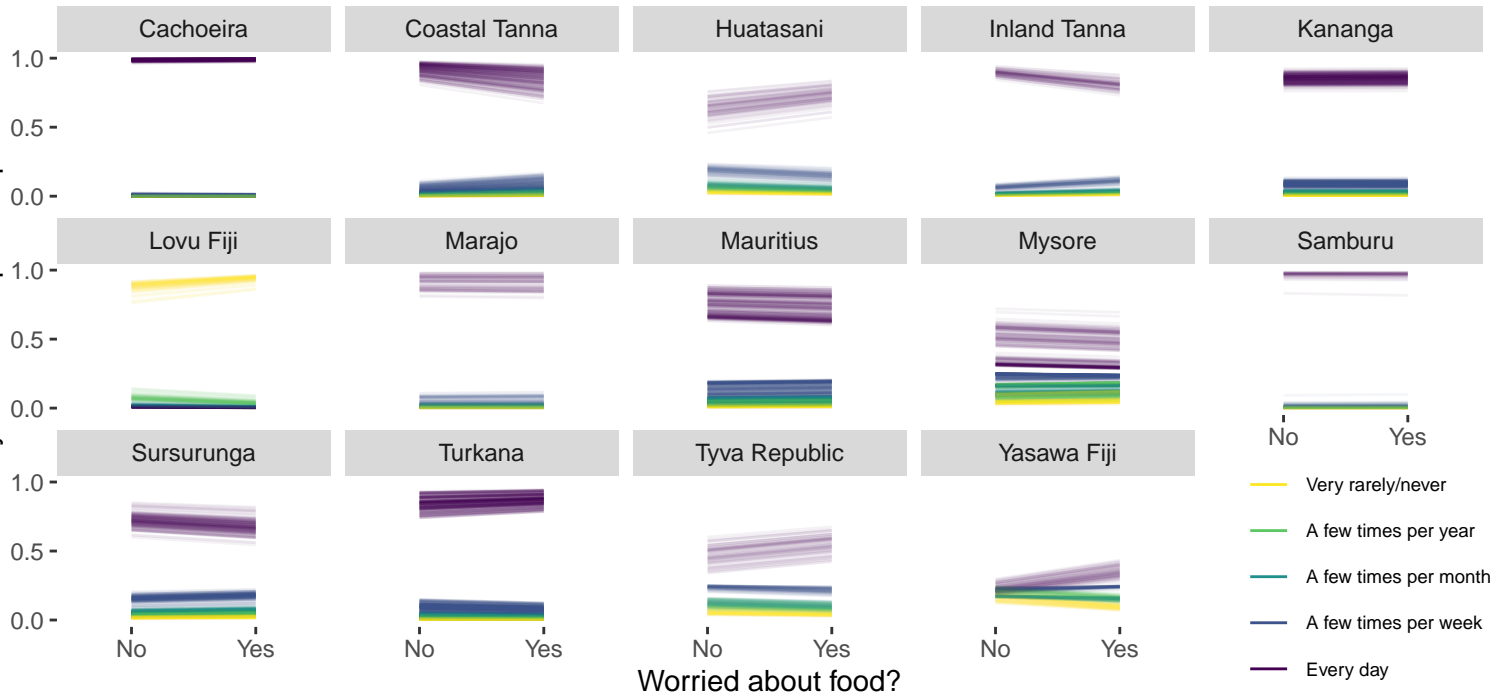 Cachoeira Coastal Tanna Huatasani Inland Tanna Kananga
1.0
0.5
0.0
Lovu Fiji Marajo Mauritius Mysore Samburu
1.0
0.5
0.0
No Yes
Sursurunga Turkana Tyva Republic Yasawa Fiji
1.0
0.5
0.0
No Yes No Yes No Yes No Yes
Worried about food?
Very rarely/never
A few times per year
A few times per month
A few times per week
Every day